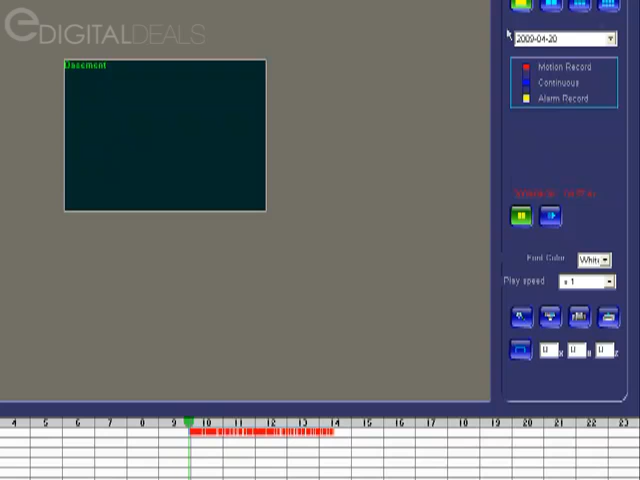 eDIGITALDEALS
2009-04-20
Basement
Motion Record
Continuous
Alarm Record
Font Color
White
Play speed
x 1
4 5 6 7 8 9 10 11 12 13 14 15 16 17 18 19 20 21 22 23